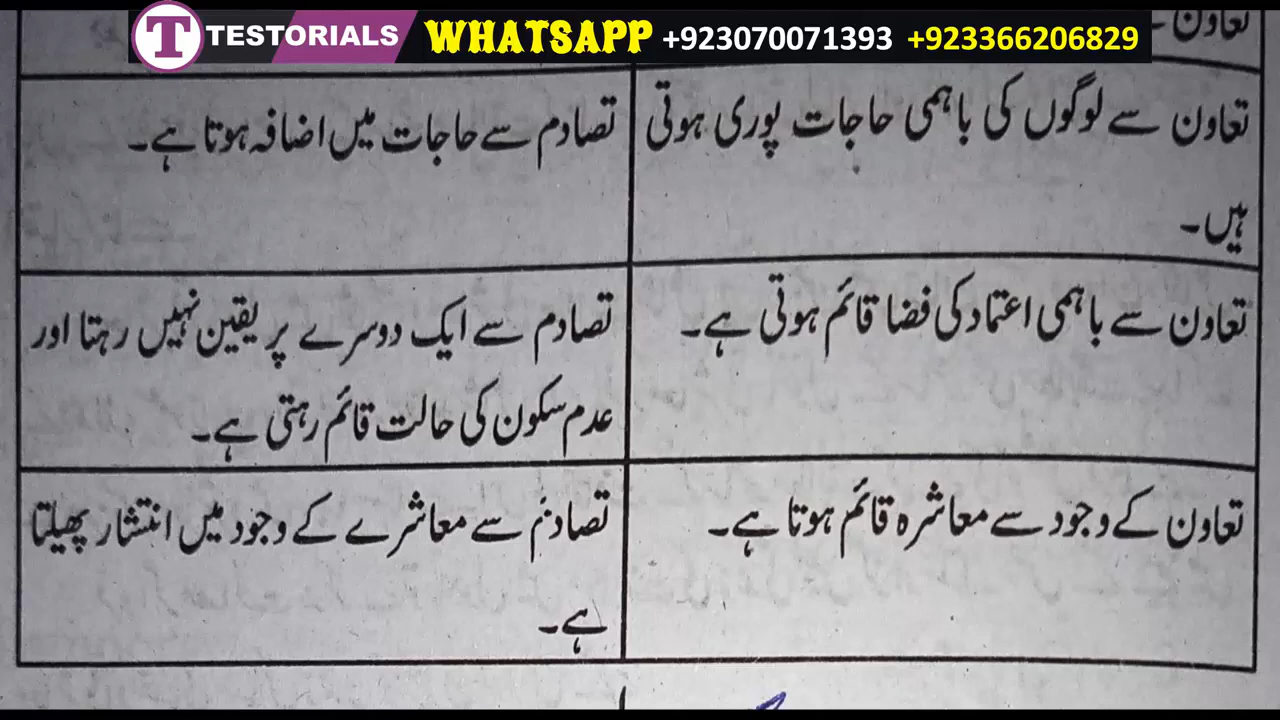 TESTORIALS WHATSAPP +923070071393 +923366206829
تعاون
تعاون سے لوگوں کی باہمی حاجات پوری ہوتی
ہیں۔
تصادم سے حاجات میں اضافہ ہوتا ہے۔
تعاون سے باہمی اعتماد کی فضا قائم ہوتی ہے۔
تصادم سے ایک دوسرے پر یقین نہیں رہتا اور
عدم سکون کی حالت قائم رہتی ہے۔
تعاون کے وجود سے معاشرہ قائم ہوتا ہے۔
تصادم سے معاشرے کے وجود میں انتشار پھیلتا
ہے۔